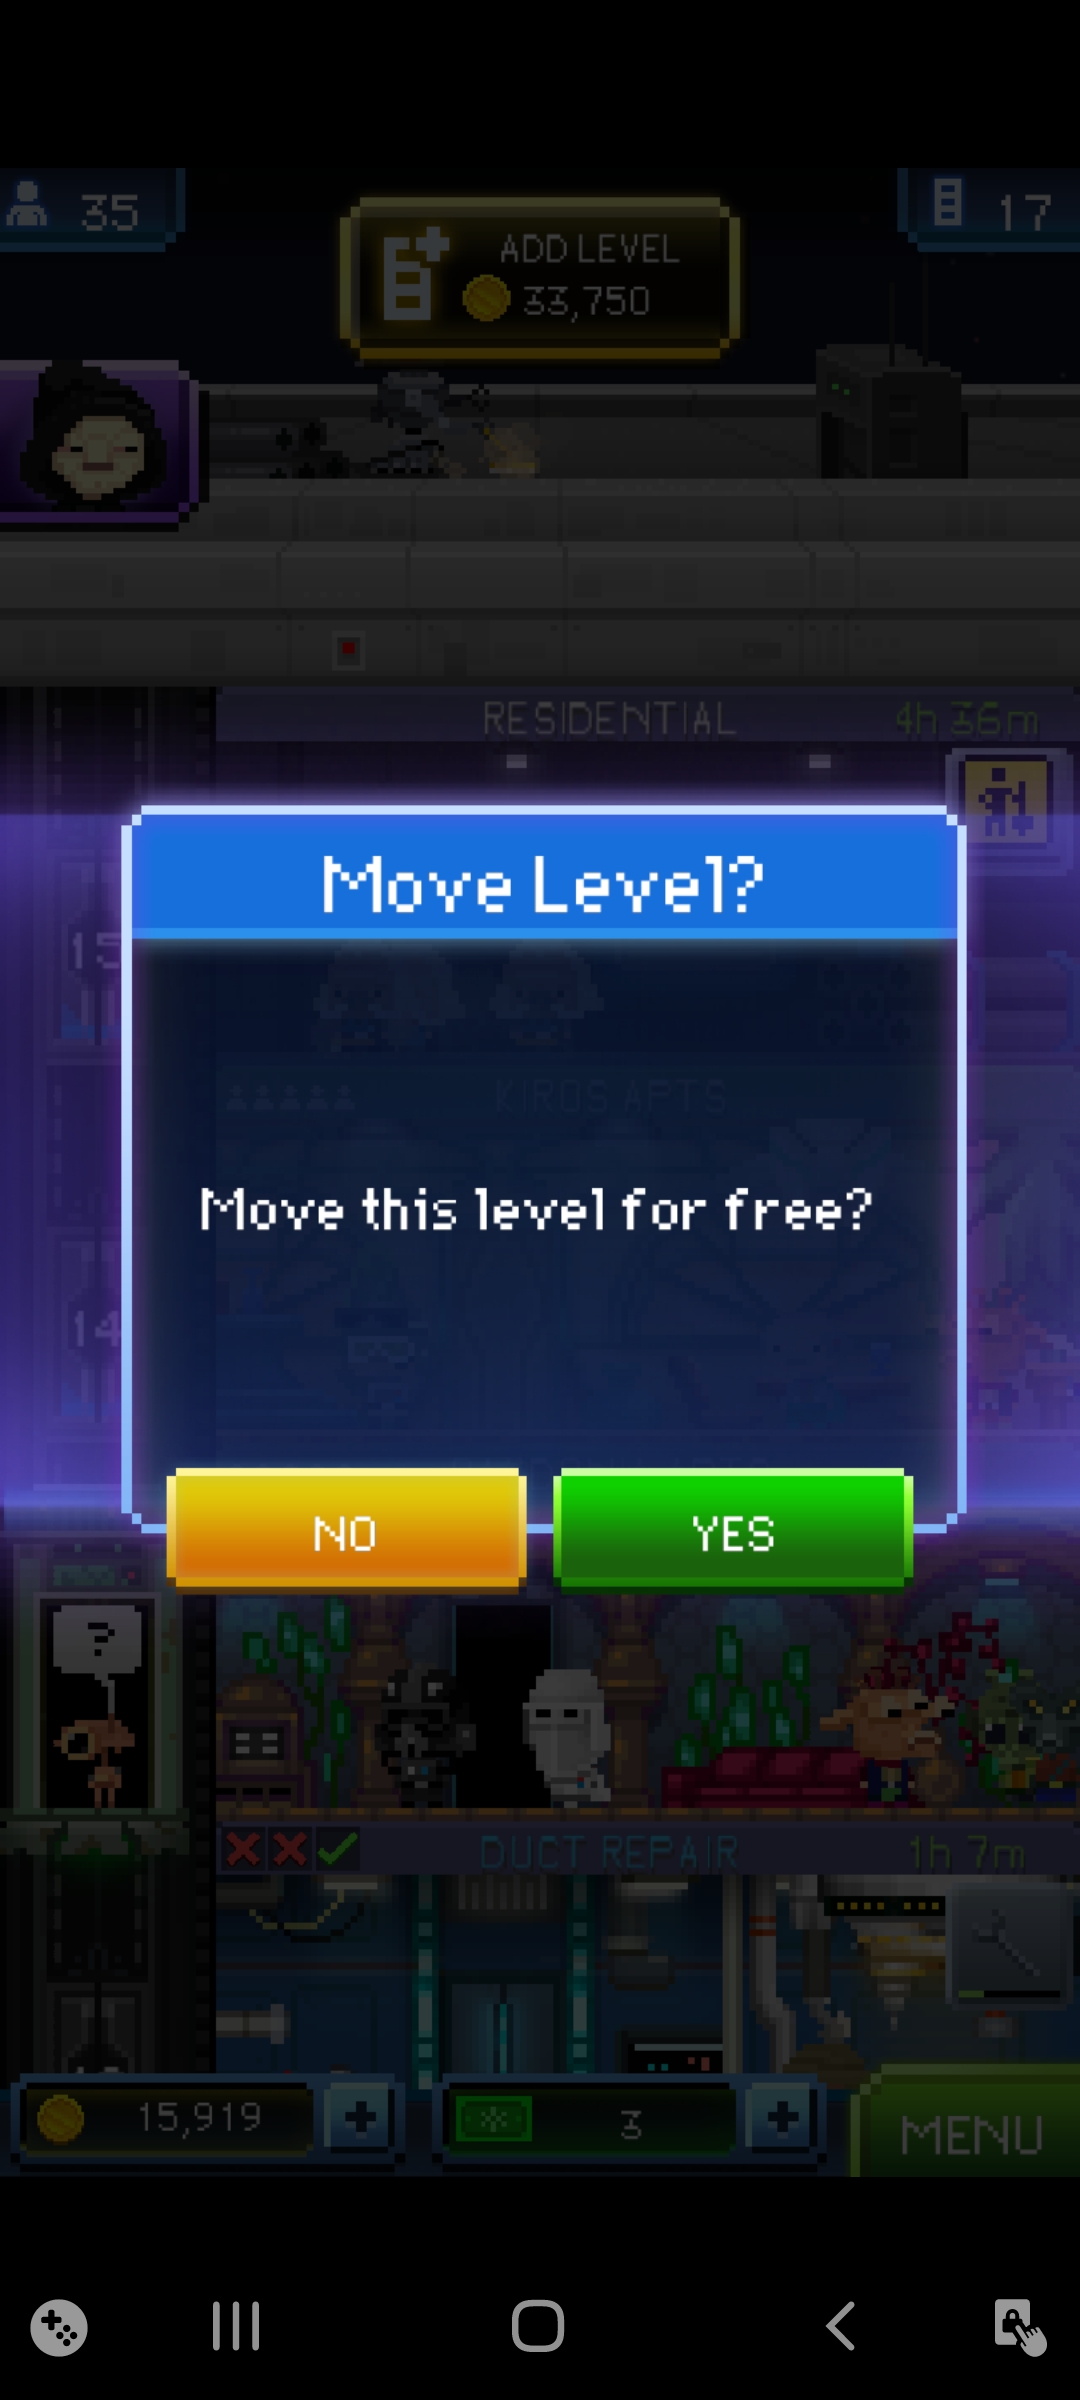 35
ADD LEVEL
33,750
17
RESIDENTIAL 4h 36m
Move Level?
15
KIROS APTS
Move this level for free?
14
NO
YES
?
DUCT REPAIR 1h 7m
15,919
3
MENU